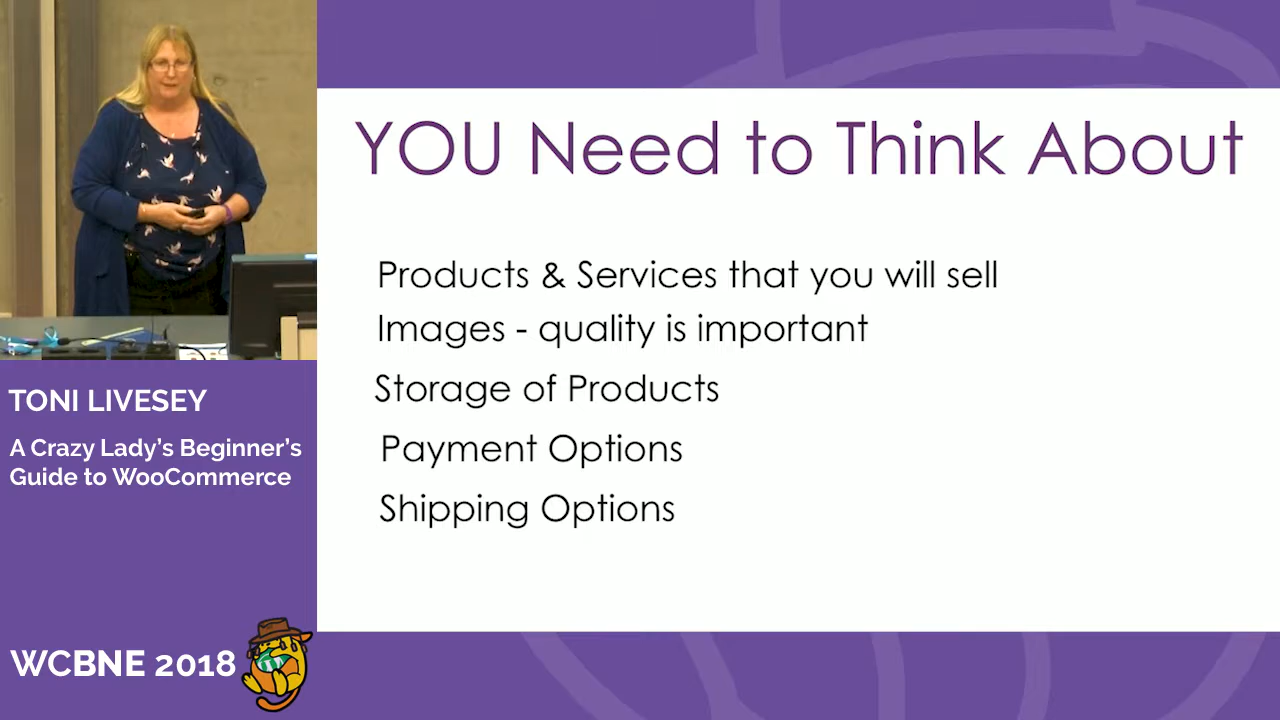 YOU Need to Think About
Products & Services that you will sell
Images - quality is important
Storage of Products
Payment Options
Shipping Options
TONI LIVESEY
A Crazy Lady's Beginner's
Guide to WooCommerce
WCBNE 2018